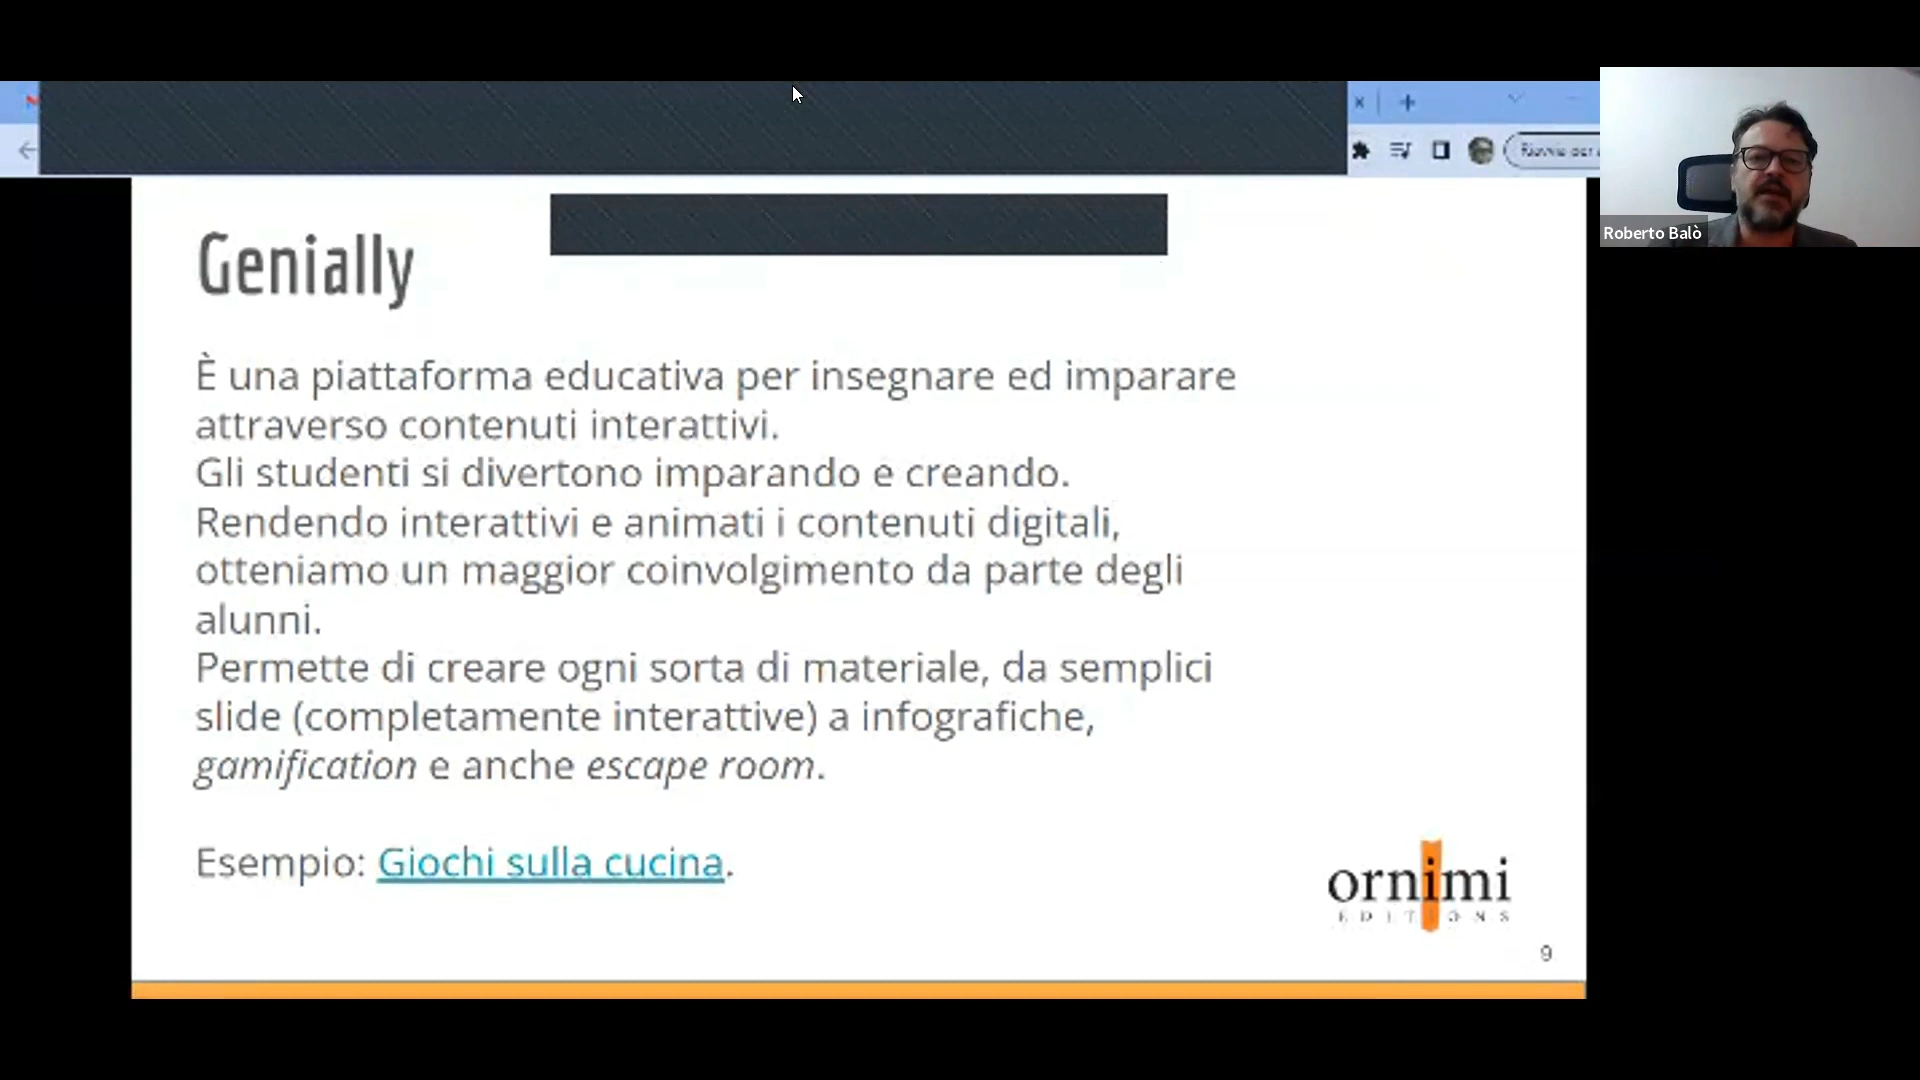 Roberto Balò
Genially
È una piattaforma educativa per insegnare ed imparare
attraverso contenuti interattivi.
Gli studenti si divertono imparando e creando.
Rendendo interattivi e animati i contenuti digitali,
otteniamo un maggior coinvolgimento da parte degli
alunni.
Permette di creare ogni sorta di materiale, da semplici
slide (completamente interattive) a infografiche,
gamification e anche escape room.
Esempio: Giochi sulla cucina.
ornimi
EDITIONS
9